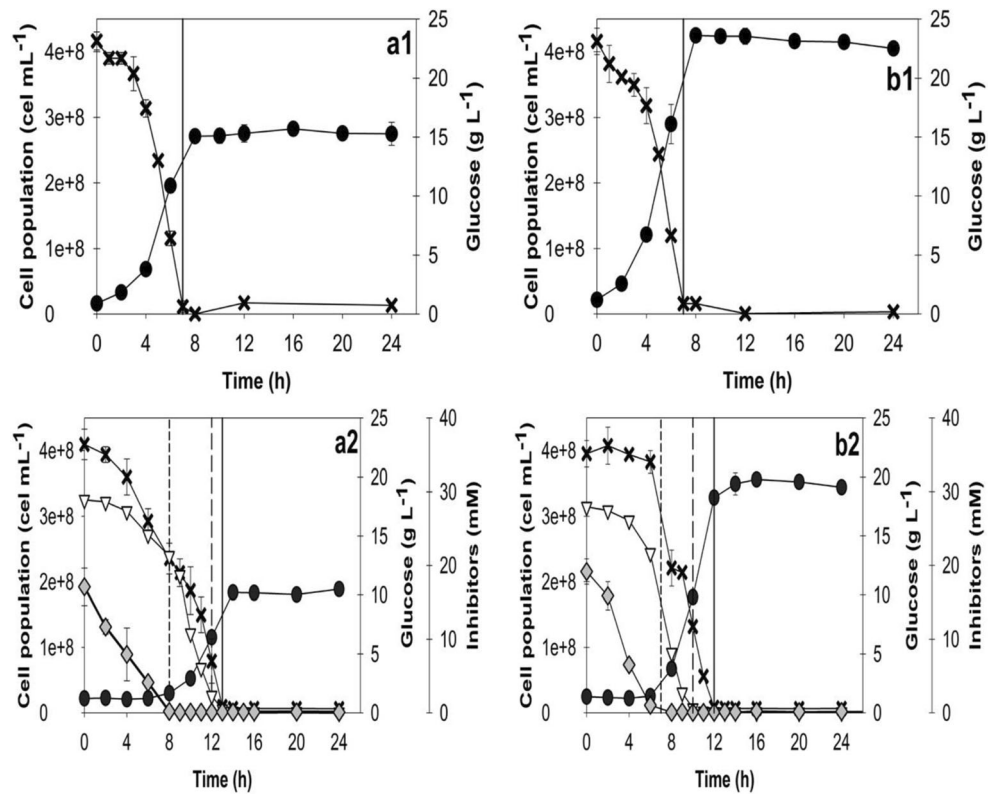 a1
Cell population (cel mL⁻¹)
4e+8
3e+8
2e+8
1e+8
0
25
20
15
10
5
0
Glucose (g L⁻¹)
0 4 8 12 16 20 24
Time (h)
b1
Cell population (cel mL⁻¹)
4e+8
3e+8
2e+8
1e+8
0
25
20
15
10
5
0
Glucose (g L⁻¹)
0 4 8 12 16 20 24
Time (h)
a2
Cell population (cel mL⁻¹)
4e+8
3e+8
2e+8
1e+8
0
25
20
15
10
5
0
Glucose (g L⁻¹)
40
30
20
10
0
Inhibitors (mM)
0 4 8 12 16 20 24
Time (h)
b2
Cell population (cel mL⁻¹)
4e+8
3e+8
2e+8
1e+8
0
25
20
15
10
5
0
Glucose (g L⁻¹)
40
30
20
10
0
Inhibitors (mM)
0 4 8 12 16 20 24
Time (h)